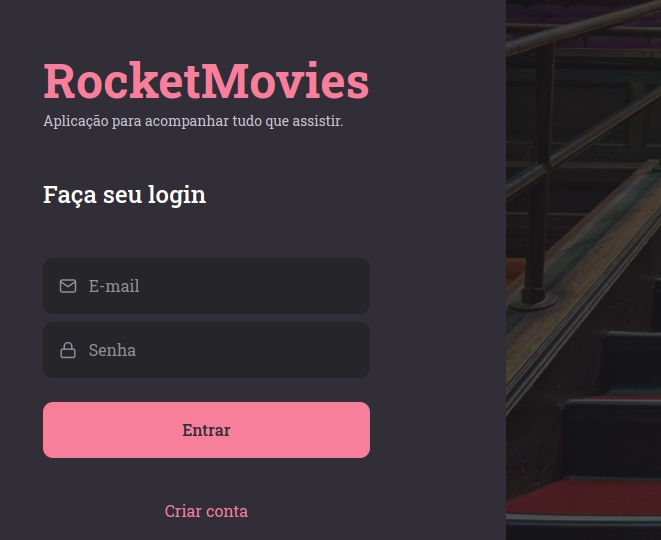 RocketMovies
Aplicação para acompanhar tudo que assistir.
Faça seu login
E-mail
Senha
Entrar
Criar conta